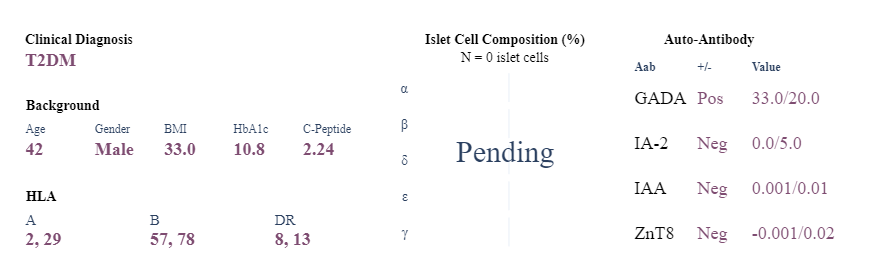 Clinical Diagnosis
T2DM
Background
Age Gender BMI HbA1c C-Peptide
42 Male 33.0 10.8 2.24
HLA
A B DR
2, 29 57, 78 8, 13
Islet Cell Composition (%)
N = 0 islet cells
α
β
Pending
δ
ε
γ
Auto-Antibody
Aab +/- Value
GADA Pos 33.0/20.0
IA-2 Neg 0.0/5.0
IAA Neg 0.001/0.01
ZnT8 Neg -0.001/0.02